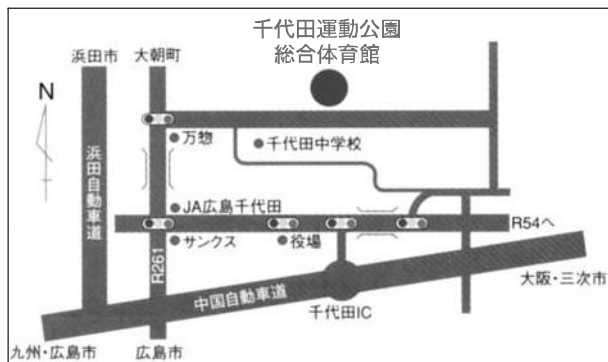 千代田運動公園
総合体育館
浜田市
大朝町
N
万惣
千代田中学校
浜田自動車道
JA広島千代田
R54へ
サンクス
役場
R261
大阪・三次市
中国自動車道
千代田IC
九州・広島市
広島市